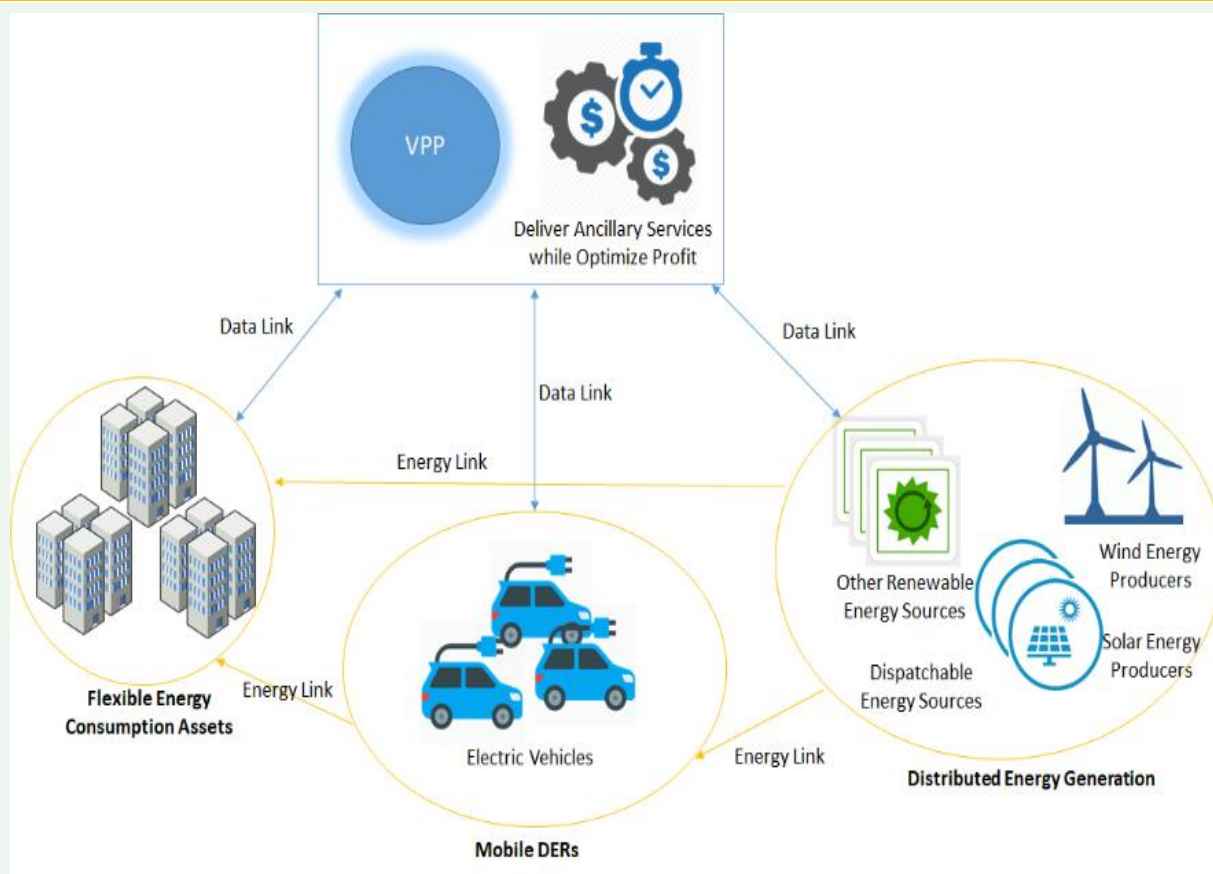 VPP
$
$
Deliver Ancillary Services
while Optimize Profit
Data Link
Data Link
Data Link
Energy Link
Flexible Energy
Consumption Assets
Energy Link
Electric Vehicles
Mobile DERs
Energy Link
Other Renewable
Energy Sources
Wind Energy
Producers
Dispatchable
Energy Sources
Solar Energy
Producers
Distributed Energy Generation